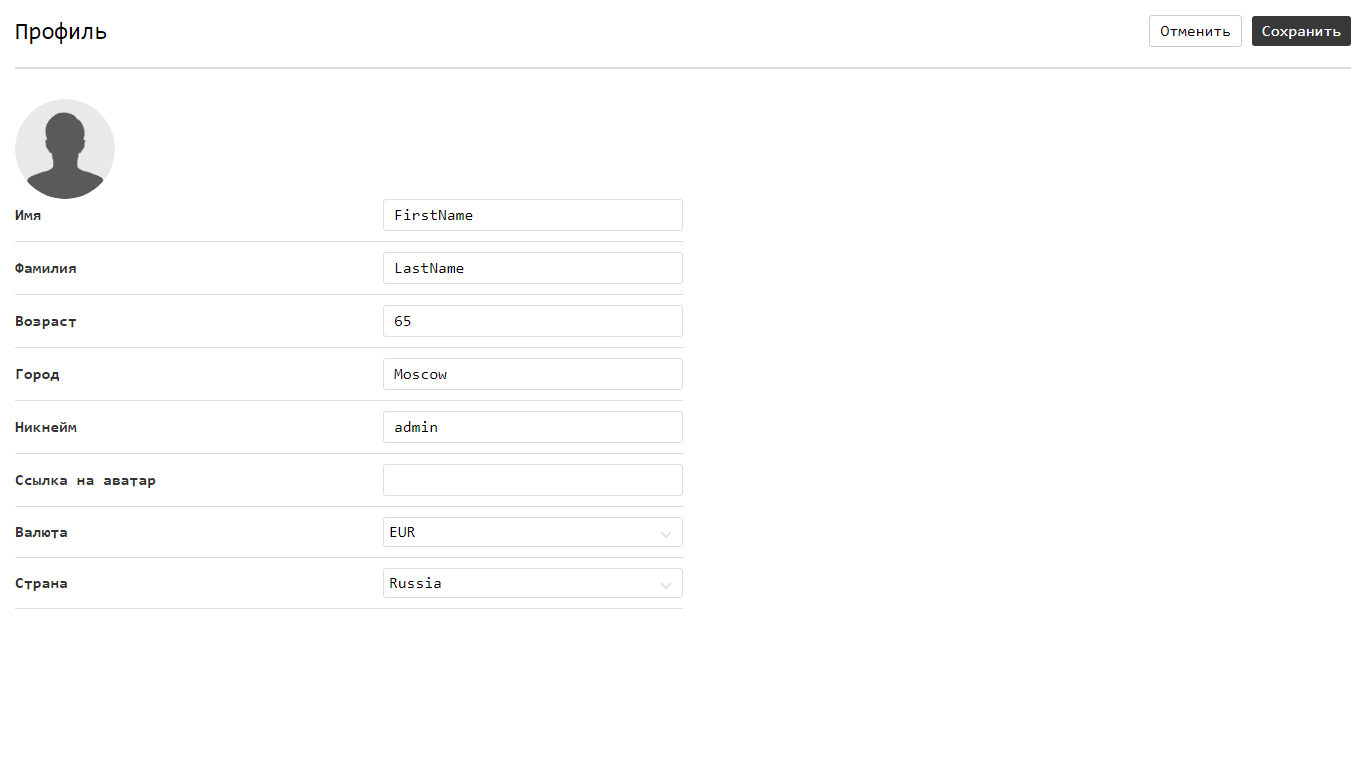 Профиль
Отменить
Сохранить
Имя
FirstName
Фамилия
LastName
Возраст
65
Город
Moscow
Никнейм
admin
Ссылка на аватар
Валюта
EUR
Страна
Russia